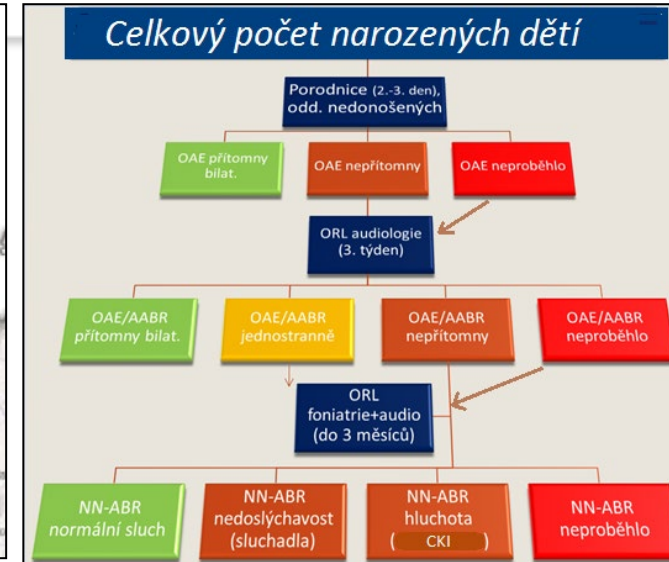 Celkový počet narozených dětí
Porodnice (2.-3. den),
odd. nedonošených
OAE přítomny
bilat.
OAE nepřítomny
OAE neproběhlo
ORL audiologie
(3. týden)
OAE/AABR
přítomny bilat.
OAE/AABR
jednostranně
OAE/AABR
nepřítomny
OAE/AABR
neproběhlo
ORL
foniatrie+audio
(do 3 měsíců)
NN-ABR
normální sluch
NN-ABR
nedoslýchavost
(sluchadla)
NN-ABR
hluchota
( CKI )
NN-ABR
neproběhlo